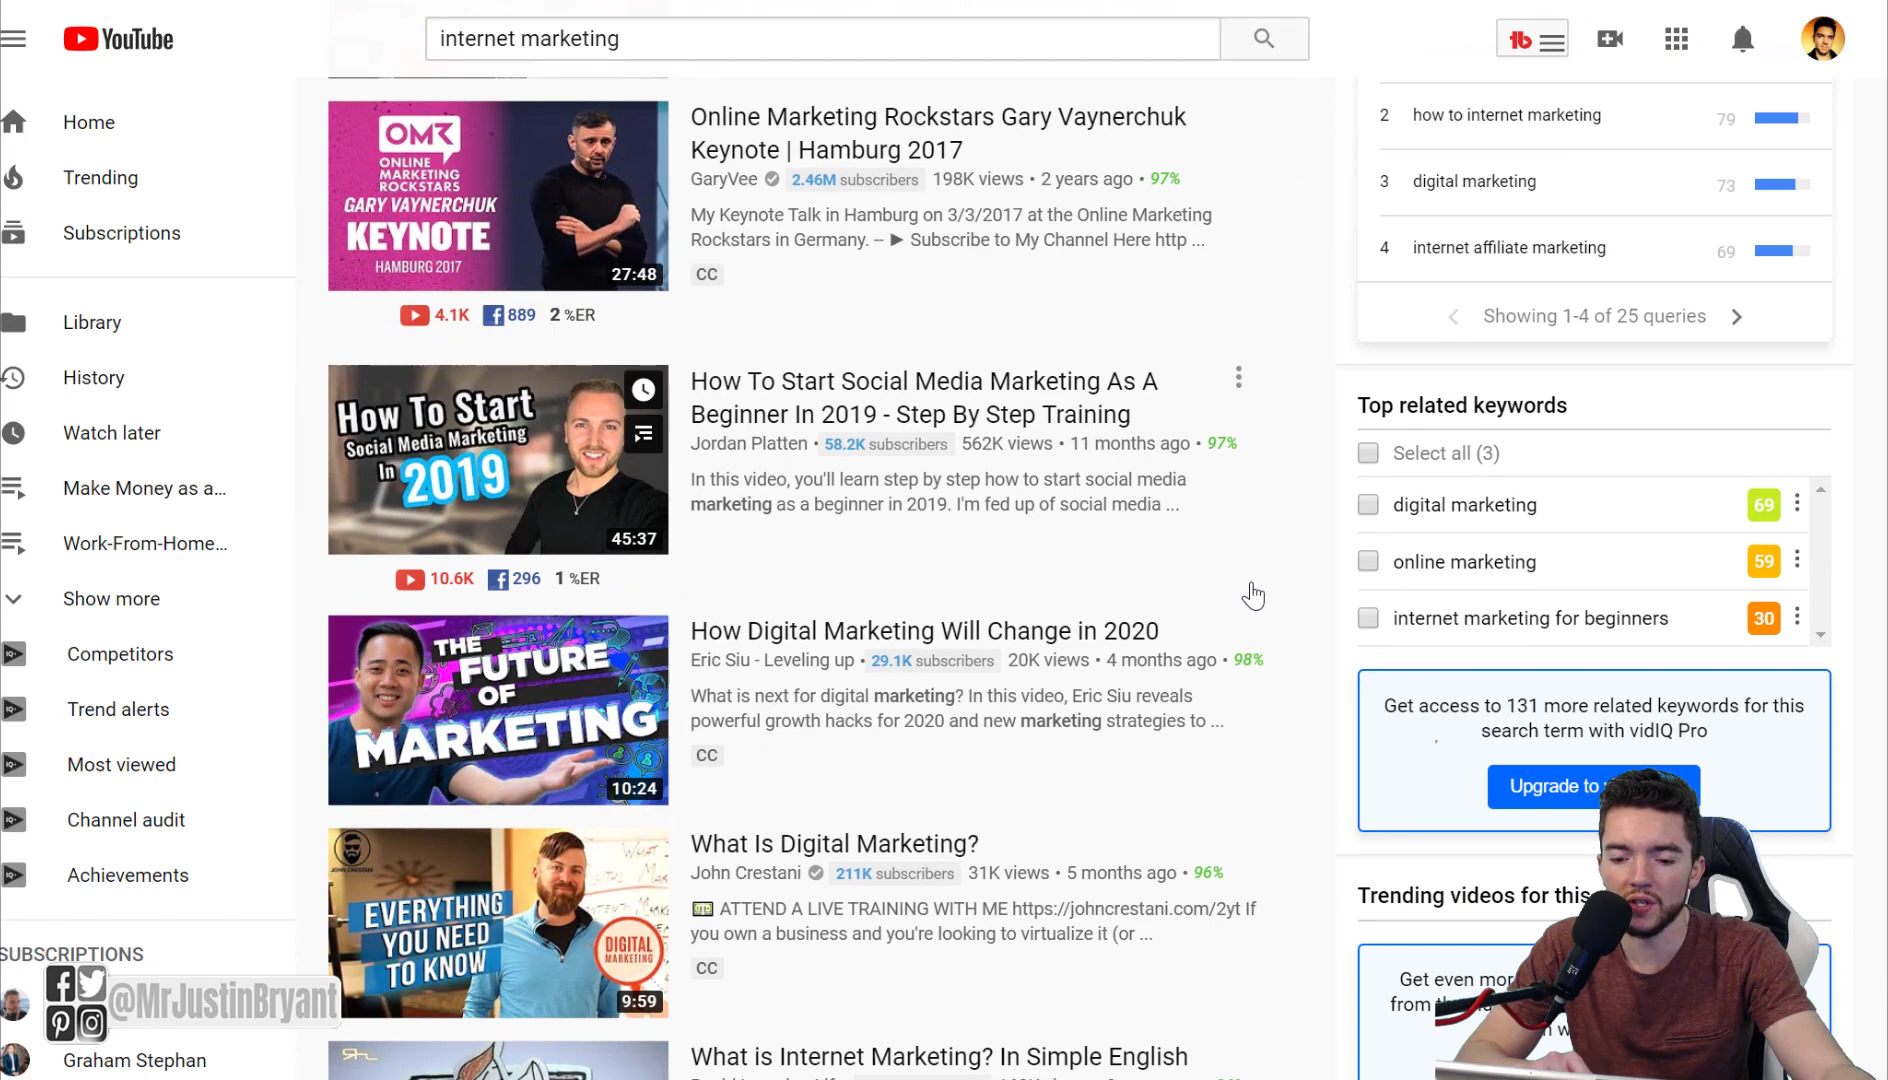 YouTube
internet marketing
Home
Trending
Subscriptions
Library
History
Watch later
Make Money as a...
Work-From-Home...
Show more
Competitors
Trend alerts
Most viewed
Channel audit
Achievements
SUBSCRIPTIONS
@MrJustinBryant
Graham Stephan
OMR
ONLINE
MARKETING
ROCKSTARS
GARY VAYNERCHUK
KEYNOTE
HAMBURG 2017
27:48
4.1K 889 2 %ER
Online Marketing Rockstars Gary Vaynerchuk
Keynote | Hamburg 2017
GaryVee 2.46M subscribers 198K views • 2 years ago • 97%
My Keynote Talk in Hamburg on 3/3/2017 at the Online Marketing
Rockstars in Germany. -- ► Subscribe to My Channel Here http ...
CC
How To Start
Social Media Marketing
In 2019
45:37
10.6K 296 1 %ER
How To Start Social Media Marketing As A
Beginner In 2019 - Step By Step Training
Jordan Platten • 58.2K subscribers 562K views • 11 months ago • 97%
In this video, you'll learn step by step how to start social media
marketing as a beginner in 2019. I'm fed up of social media ...
THE
FUTURE
OF
MARKETING
10:24
How Digital Marketing Will Change in 2020
Eric Siu - Leveling up • 29.1K subscribers 20K views • 4 months ago • 98%
What is next for digital marketing? In this video, Eric Siu reveals
powerful growth hacks for 2020 and new marketing strategies to ...
CC
JOHN CRESTANI
EVERYTHING
YOU NEED
TO KNOW
DIGITAL
MARKETING
9:59
What Is Digital Marketing?
John Crestani 211K subscribers 31K views • 5 months ago • 96%
ATTEND A LIVE TRAINING WITH ME https://johncrestani.com/2yt If
you own a business and you're looking to virtualize it (or ...
CC
What is Internet Marketing? In Simple English
2 how to internet marketing 79
3 digital marketing 73
4 internet affiliate marketing 69
Showing 1-4 of 25 queries
Top related keywords
Select all (3)
digital marketing 69
online marketing 59
internet marketing for beginners 30
Get access to 131 more related keywords for this
search term with vidIQ Pro
Upgrade to
Trending videos for this
Get even mor
from